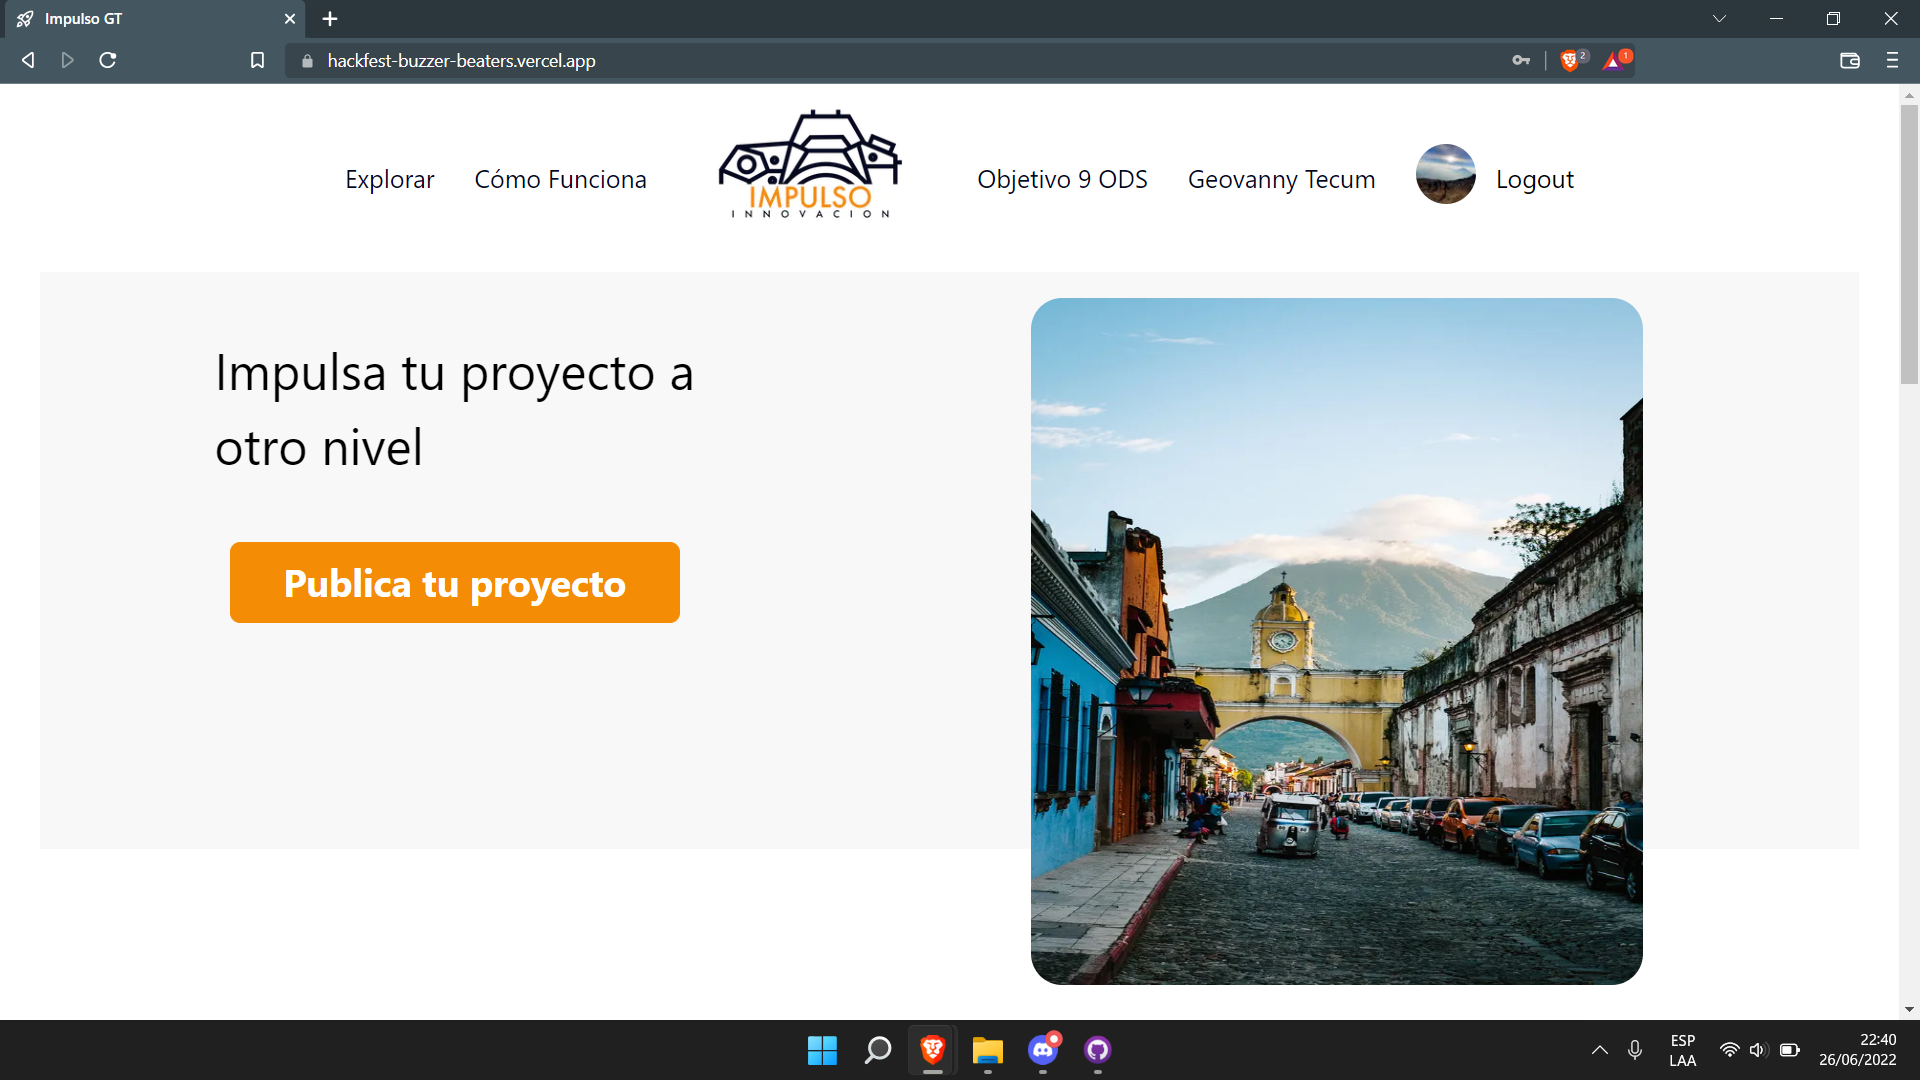 Impulso GT
hackfest-buzzer-beaters.vercel.app
2
1
Explorar
Cómo Funciona
IMPULSO
INNOVACION
Objetivo 9 ODS
Geovanny Tecum
Logout
Impulsa tu proyecto a
otro nivel
Publica tu proyecto
ESP
LAA
22:40
26/06/2022